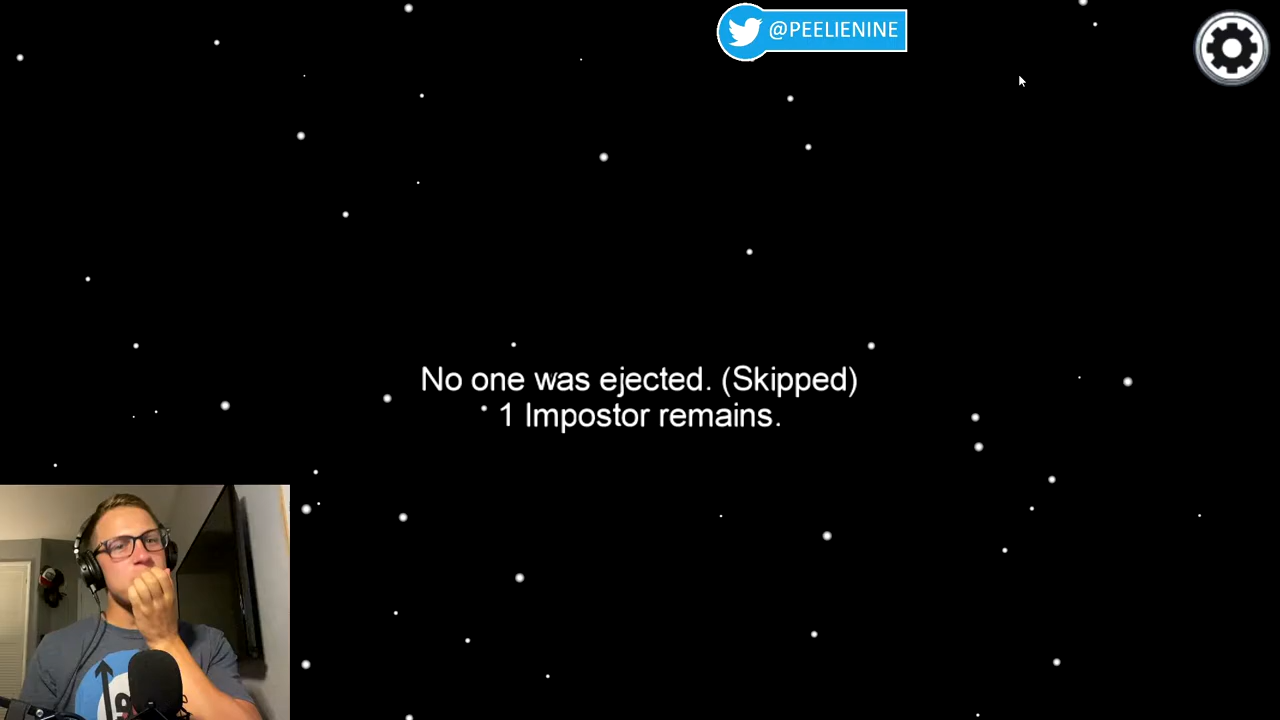 @PEELIENINE
No one was ejected. (Skipped)
1 Impostor remains.